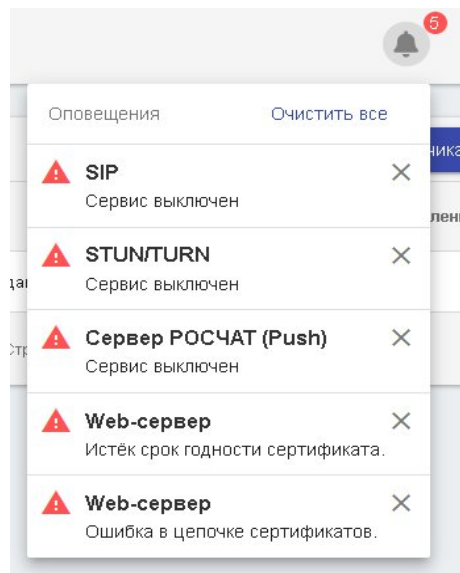 5
Оповещения Очистить все
SIP
Сервис выключен
STUN/TURN
Сервис выключен
Сервер РОСЧАТ (Push)
Сервис выключен
Web-сервер
Истёк срок годности сертификата.
Web-сервер
Ошибка в цепочке сертификатов.